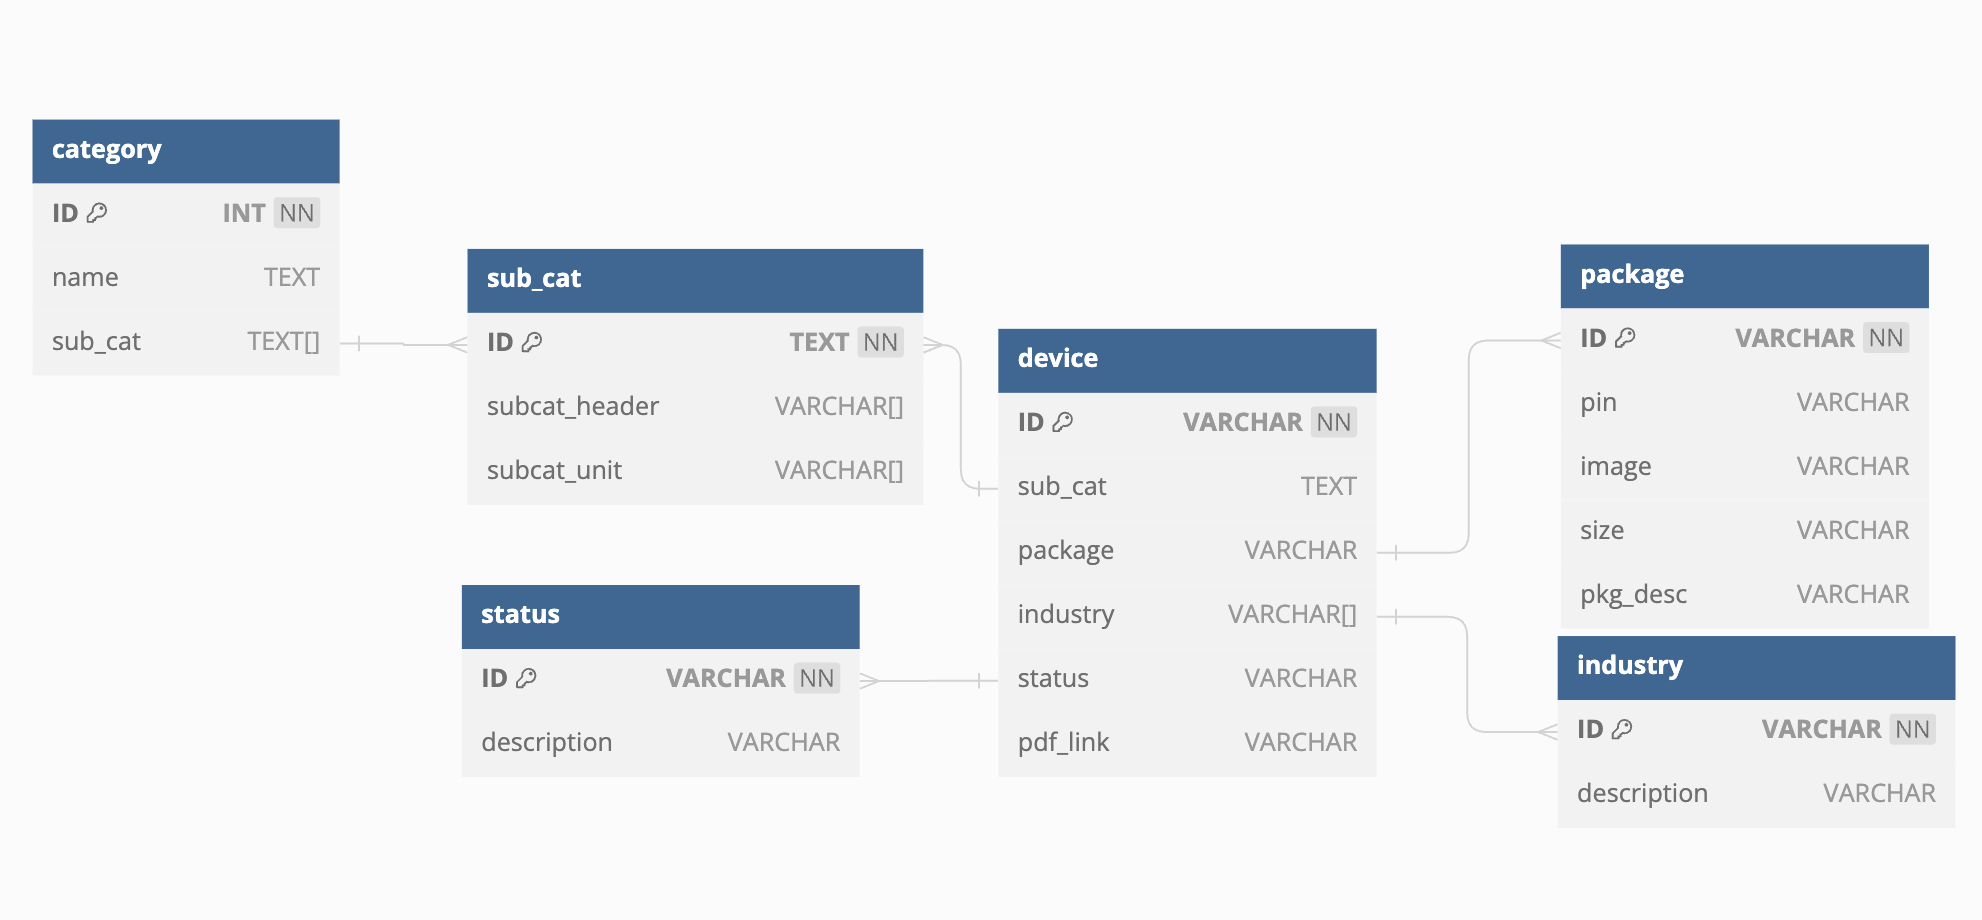 category
ID INT NN
name TEXT
sub_cat TEXT[]
sub_cat
ID TEXT NN
subcat_header VARCHAR[]
subcat_unit VARCHAR[]
status
ID VARCHAR NN
description VARCHAR
device
ID VARCHAR NN
sub_cat TEXT
package VARCHAR
industry VARCHAR[]
status VARCHAR
pdf_link VARCHAR
package
ID VARCHAR NN
pin VARCHAR
image VARCHAR
size VARCHAR
pkg_desc VARCHAR
industry
ID VARCHAR NN
description VARCHAR